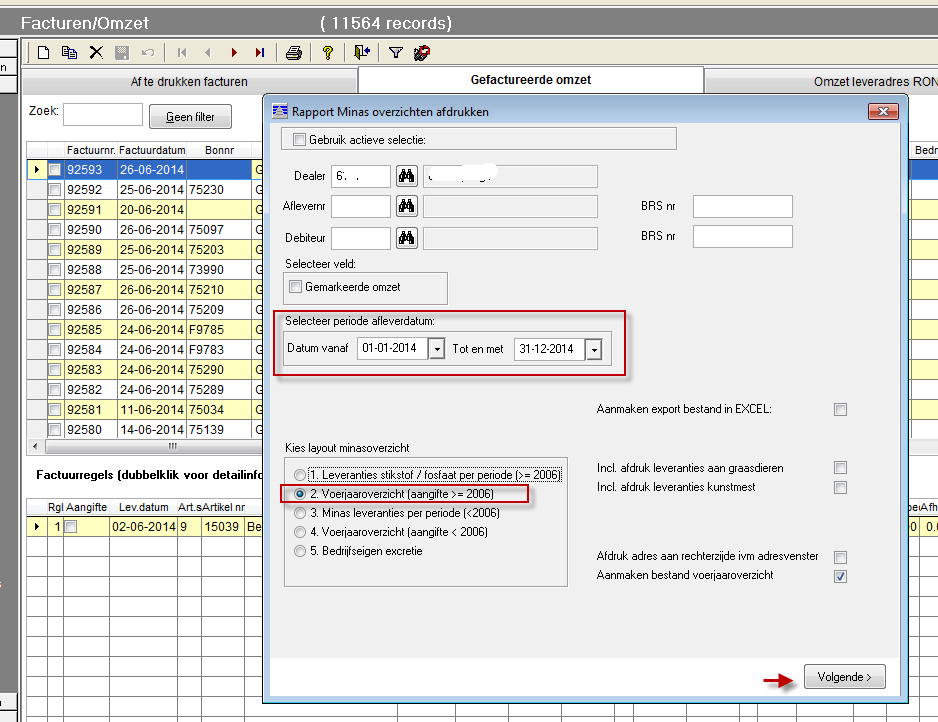 Facturen/Omzet ( 11564 records)
n
Af te drukken facturen Gefactureerde omzet Omzet leveradres RON
Zoek: Geen filter
Factuurnr. Factuurdatum Bonnr Bedr
92593 26-06-2014 G
92592 25-06-2014 75230 G
92591 20-06-2014 G
92590 26-06-2014 75097 G
92589 25-06-2014 75203 G
92588 25-06-2014 73990 G
92587 26-06-2014 75210 G
92586 26-06-2014 75209 G
92585 24-06-2014 F9785 G
92584 24-06-2014 F9783 G
92583 24-06-2014 75290 G
92582 24-06-2014 75289 G
92581 11-06-2014 75034 G
92580 14-06-2014 75139 G
Factuurregels (dubbelklik voor detailinfo
Rgl Aangifte Lev.datum Art.s Artikel nr
1 02-06-2014 9 15039 Be 0 0.0
Rapport Minas overzichten afdrukken
Gebruik actieve selectie:
Dealer 6
Aflevernr BRS nr
Debiteur BRS nr
Selecteer veld:
Gemarkeerde omzet
Selecteer periode afleverdatum:
Datum vanaf 01-01-2014 Tot en met 31-12-2014
Aanmaken export bestand in EXCEL:
Kies layout minasoverzicht
1. Leveranties stikstof / fosfaat per periode (>= 2006)
2. Voerjaaroverzicht (aangifte >= 2006)
3. Minas leveranties per periode (<2006)
4. Voerjaaroverzicht (aangifte < 2006)
5. Bedrijfseigen excretie
Incl. afdruk leveranties aan graasdieren
Incl. afdruk leveranties kunstmest
Afdruk adres aan rechterzijde ivm adresvenster
Aanmaken bestand voerjaaroverzicht
Volgende >